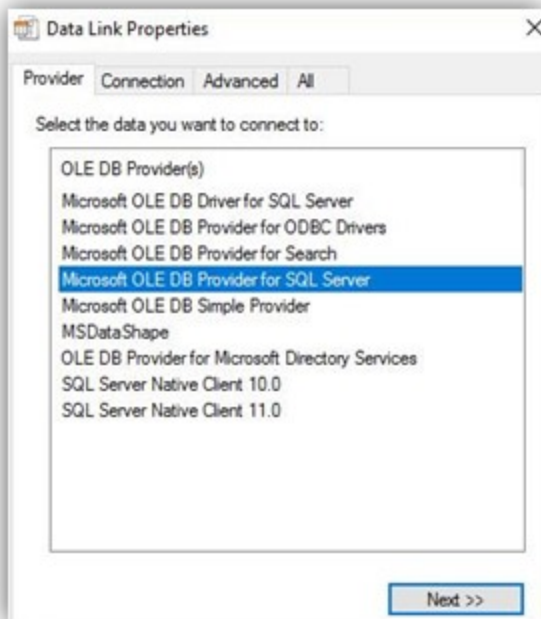 Data Link Properties
Provider Connection Advanced All
Select the data you want to connect to:
OLE DB Provider(s)
Microsoft OLE DB Driver for SQL Server
Microsoft OLE DB Provider for ODBC Drivers
Microsoft OLE DB Provider for Search
Microsoft OLE DB Provider for SQL Server
Microsoft OLE DB Simple Provider
MSDataShape
OLE DB Provider for Microsoft Directory Services
SQL Server Native Client 10.0
SQL Server Native Client 11.0
Next >>